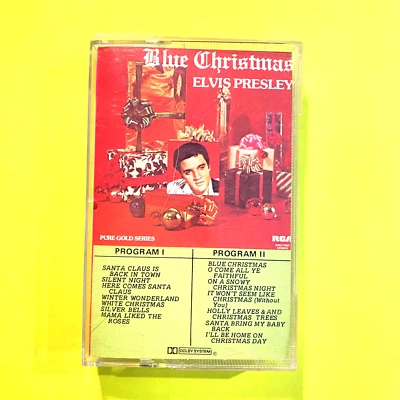 Blue Christmas
ELVIS PRESLEY
PURE GOLD SERIES
RCA
PROGRAM I
SANTA CLAUS IS
BACK IN TOWN
SILENT NIGHT
HERE COMES SANTA
CLAUS
WINTER WONDERLAND
WHITE CHRISTMAS
SILVER BELLS
MAMA LIKED THE
ROSES
PROGRAM II
BLUE CHRISTMAS
O COME ALL YE
FAITHFUL
ON A SNOWY
CHRISTMAS NIGHT
IT WON'T SEEM LIKE
CHRISTMAS (Without
You)
HOLLY LEAVES & AND
CHRISTMAS TREES
SANTA BRING MY BABY
BACK
I'LL BE HOME ON
CHRISTMAS DAY
DOLBY SYSTEM